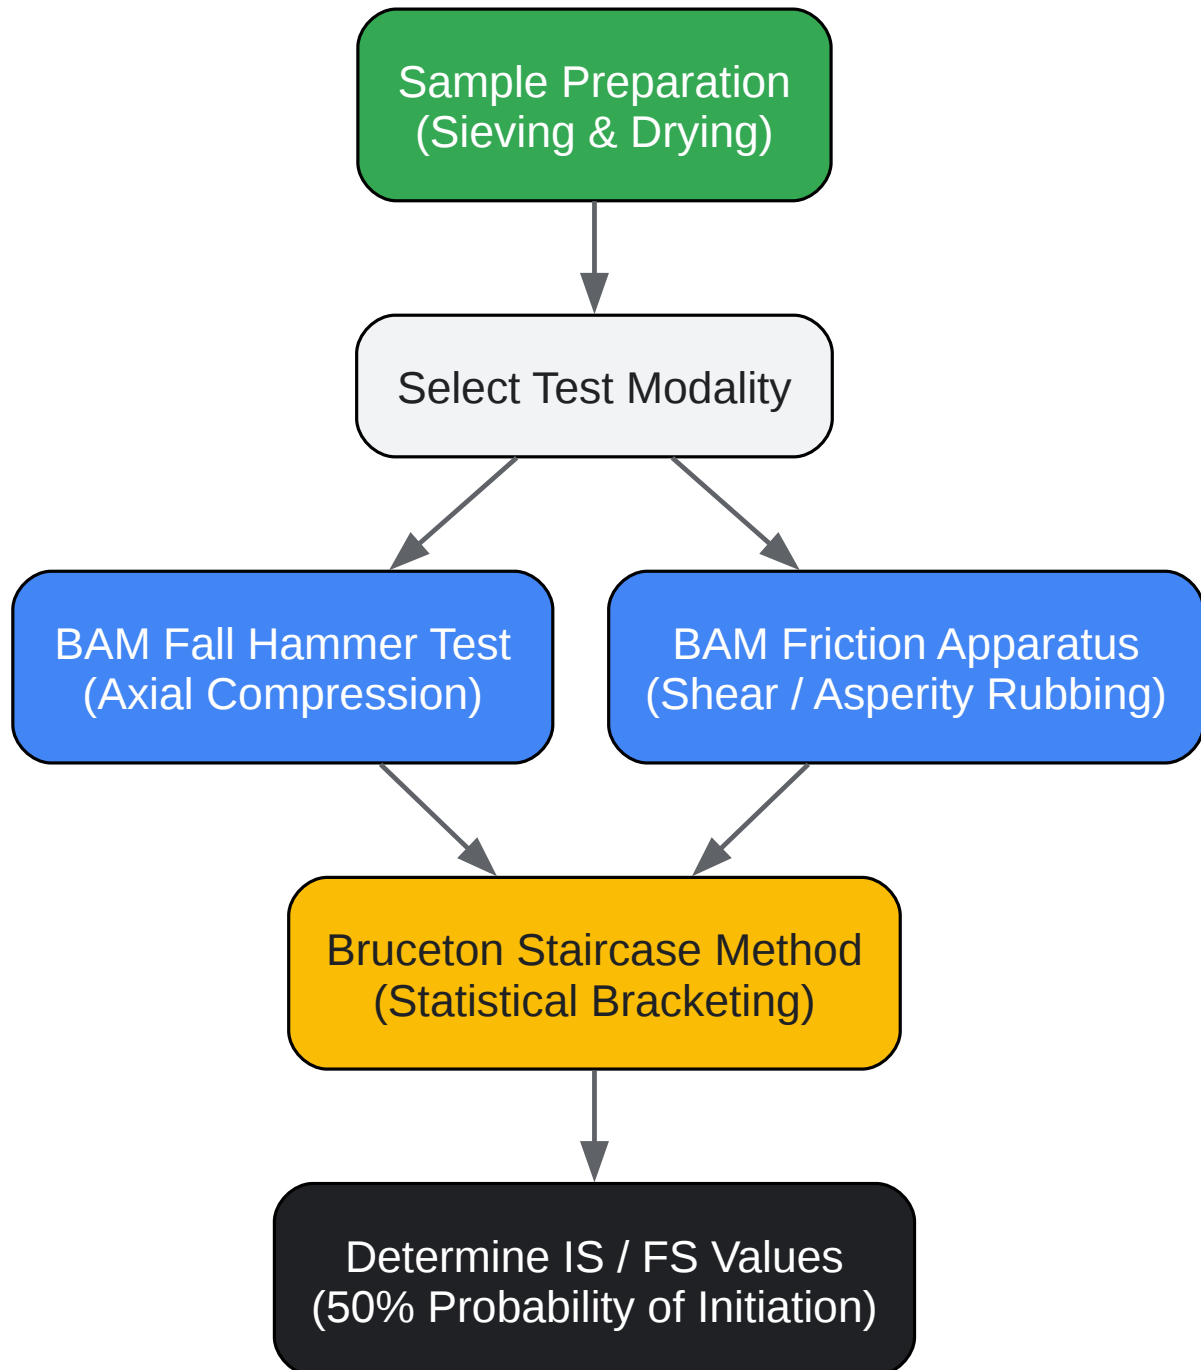 Sample Preparation
(Sieving & Drying)
Select Test Modality
BAM Fall Hammer Test
(Axial Compression)
BAM Friction Apparatus
(Shear / Asperity Rubbing)
Bruceton Staircase Method
(Statistical Bracketing)
Determine IS / FS Values
(50% Probability of Initiation)